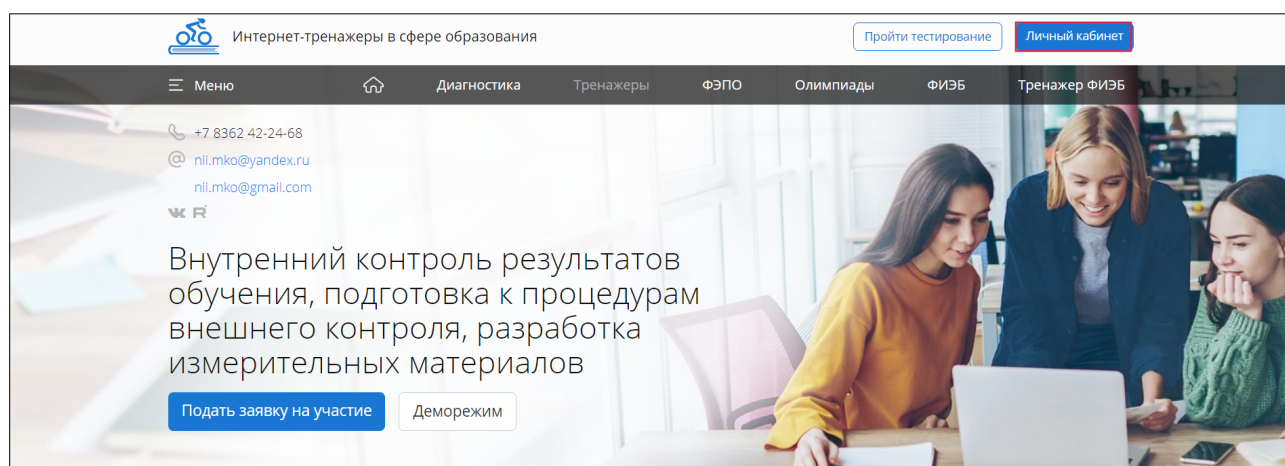 Интернет-тренажеры в сфере образования
Пройти тестирование
Личный кабинет
Меню
Диагностика
Тренажеры
ФЭПО
Олимпиады
ФИЭБ
Тренажер ФИЭБ
+7 8362 42-24-68
nii.mko@yandex.ru
nii.mko@gmail.com
Внутренний контроль результатов
обучения, подготовка к процедурам
внешнего контроля, разработка
измерительных материалов
Подать заявку на участие
Деморежим